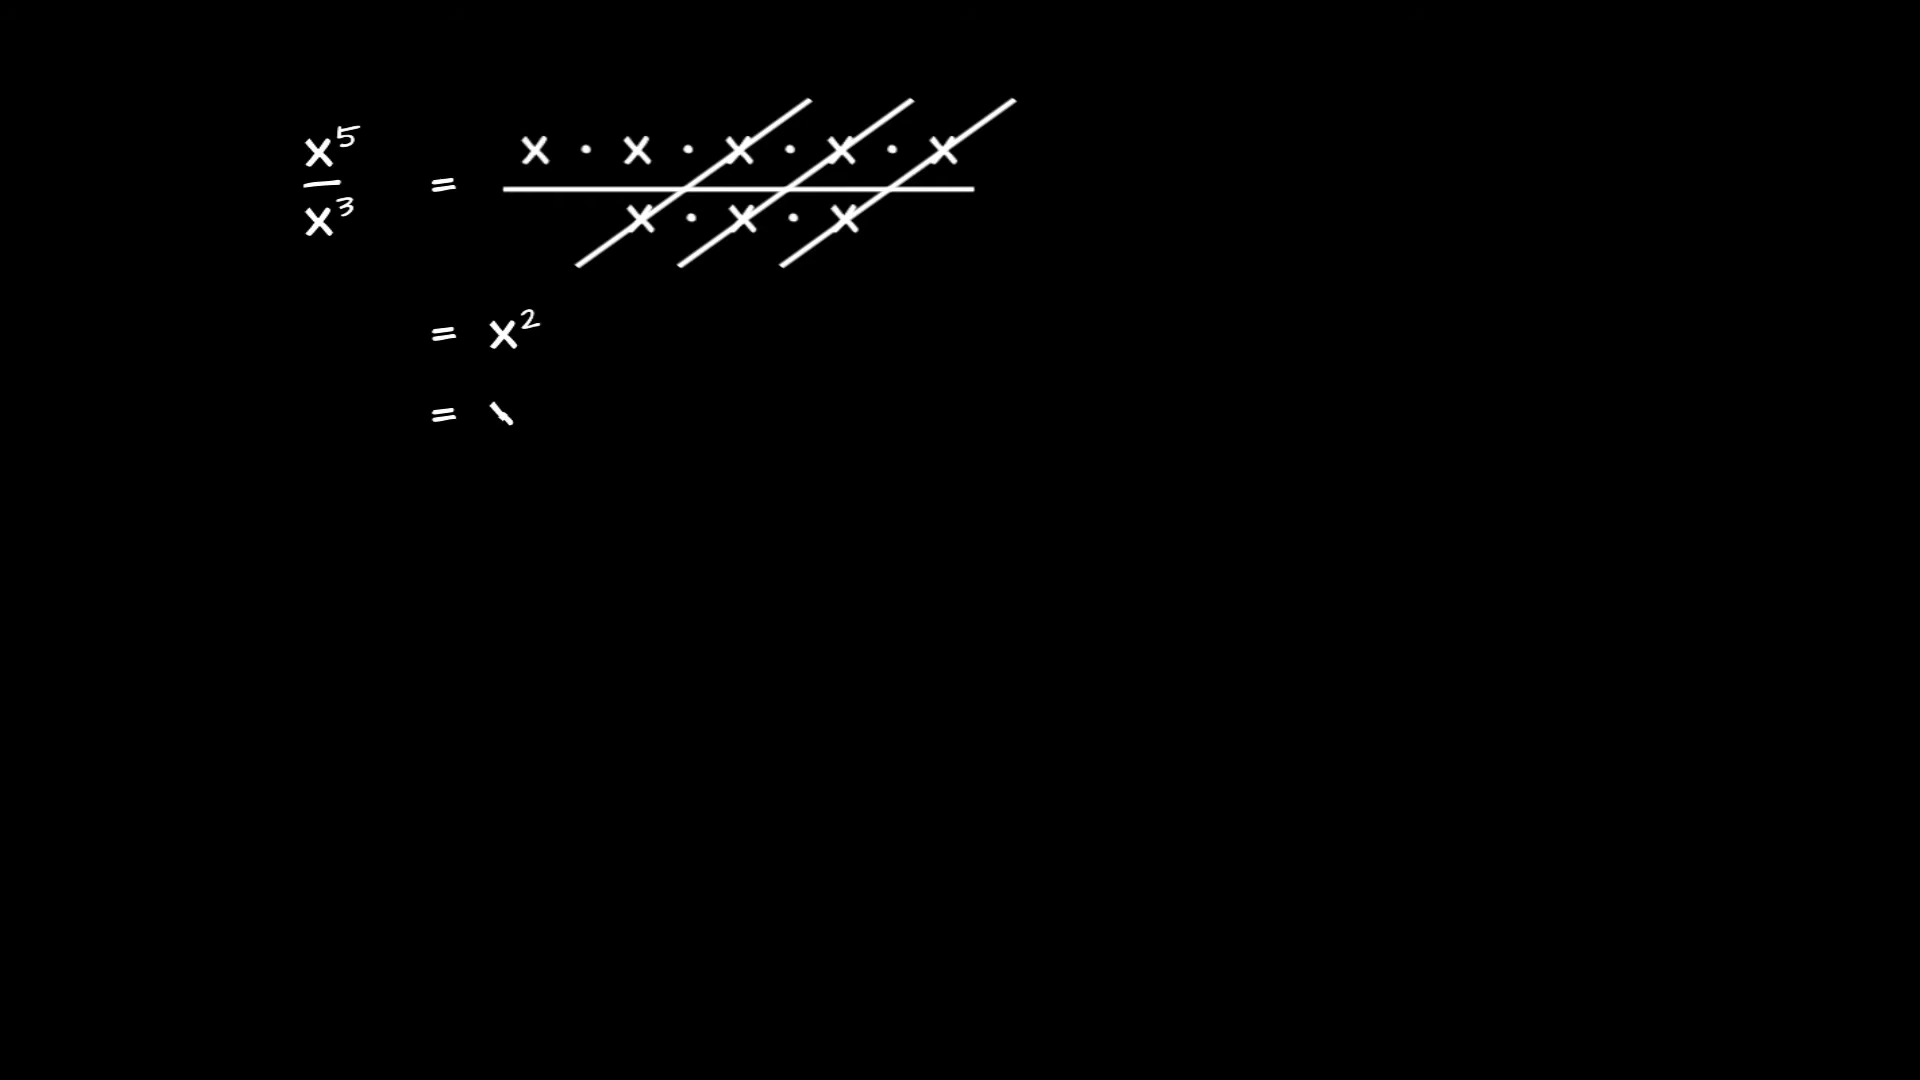 x⁵/x³ = x · x · x · x · x / x · x · x
= x²
=